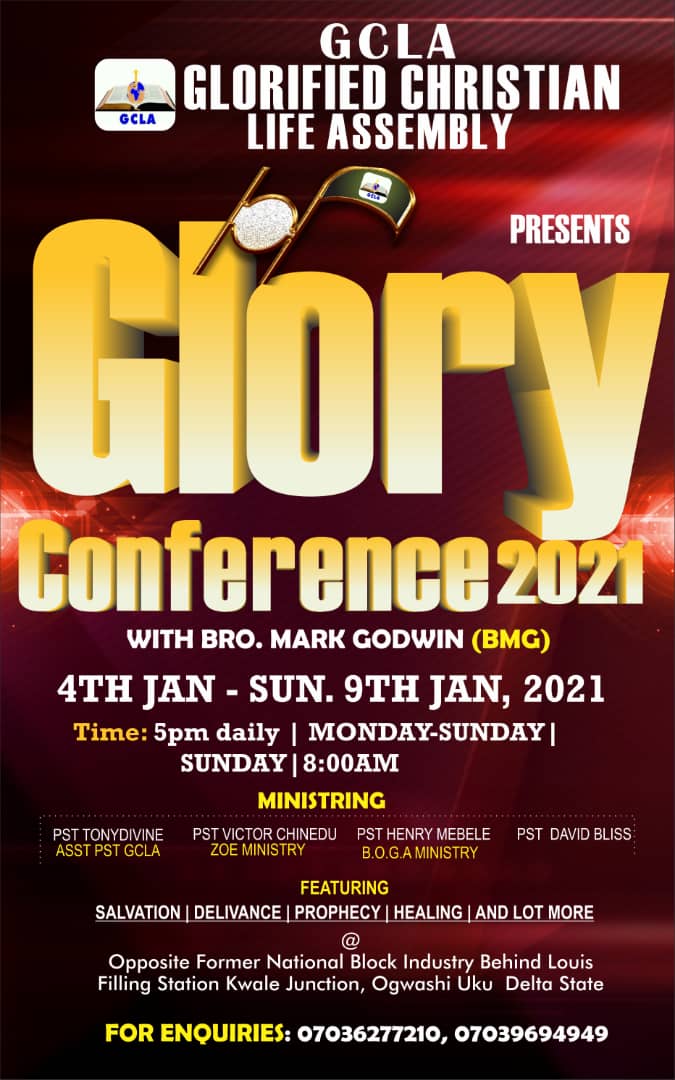 GCLA
GLORIFIED CHRISTIAN
LIFE ASSEMBLY
GCLA
GCLA
PRESENTS
Glory
Conference 2021
WITH BRO. MARK GODWIN (BMG)
4TH JAN - SUN. 9TH JAN, 2021
Time: 5pm daily | MONDAY-SUNDAY|
SUNDAY|8:00AM
MINISTRING
PST TONYDIVINE PST VICTOR CHINEDU PST HENRY MEBELE PST DAVID BLISS
ASST PST GCLA ZOE MINISTRY B.O.G.A MINISTRY
FEATURING
SALVATION | DELIVANCE | PROPHECY | HEALING | AND LOT MORE
@
Opposite Former National Block Industry Behind Louis
Filling Station Kwale Junction, Ogwashi Uku Delta State
FOR ENQUIRIES: 07036277210, 07039694949